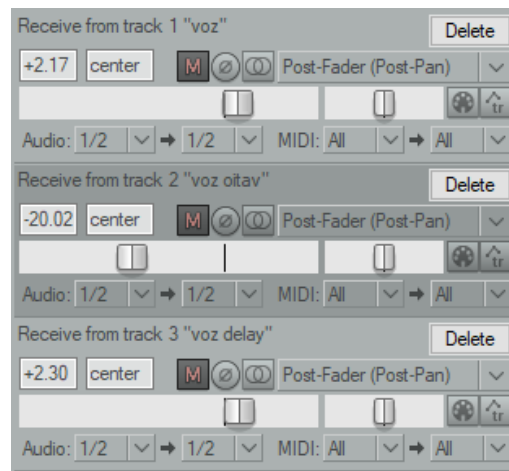 Receive from track 1 "voz" Delete
+2.17 center M Post-Fader (Post-Pan)
tr
Audio: 1/2 1/2 MIDI: All All
Receive from track 2 "voz oitav" Delete
-20.02 center M Post-Fader (Post-Pan)
tr
Audio: 1/2 1/2 MIDI: All All
Receive from track 3 "voz delay" Delete
+2.30 center M Post-Fader (Post-Pan)
tr
Audio: 1/2 1/2 MIDI: All All